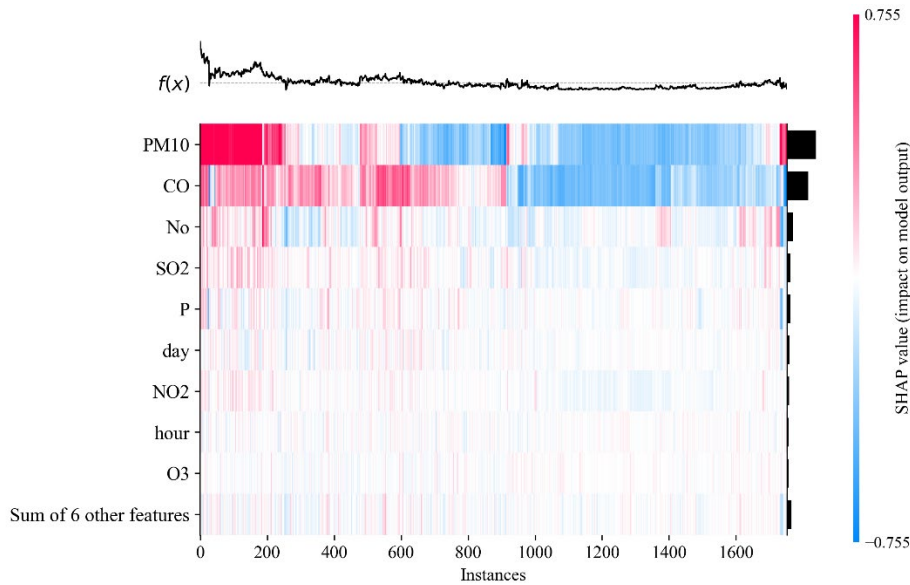 0.755
f(x)
PM10
CO
No
SO2
P
day
NO2
hour
O3
Sum of 6 other features
0 200 400 600 800 1000 1200 1400 1600
Instances
SHAP value (impact on model output)
−0.755